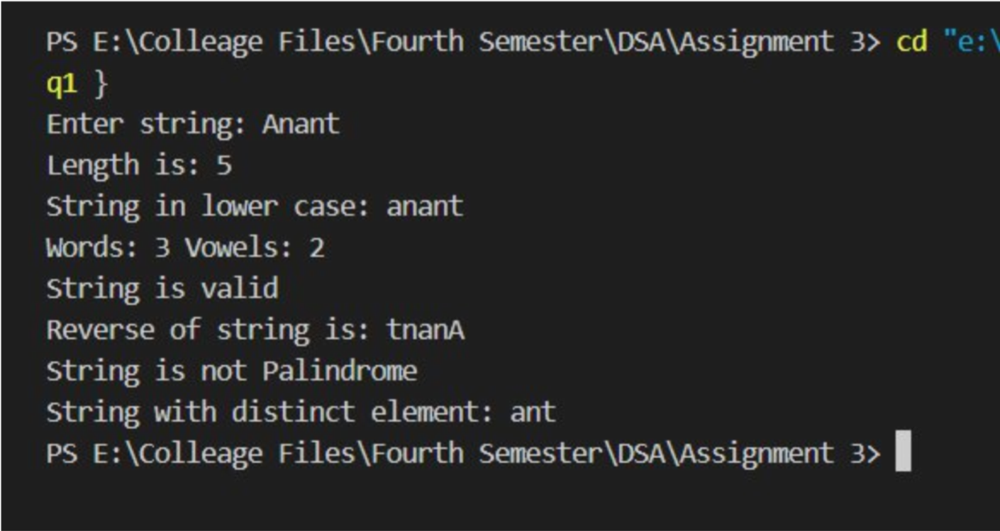 PS E:\Colleage Files\Fourth Semester\DSA\Assignment 3> cd "e:\
q1 }
Enter string: Anant
Length is: 5
String in lower case: anant
Words: 3 Vowels: 2
String is valid
Reverse of string is: tnanA
String is not Palindrome
String with distinct element: ant
PS E:\Colleage Files\Fourth Semester\DSA\Assignment 3>